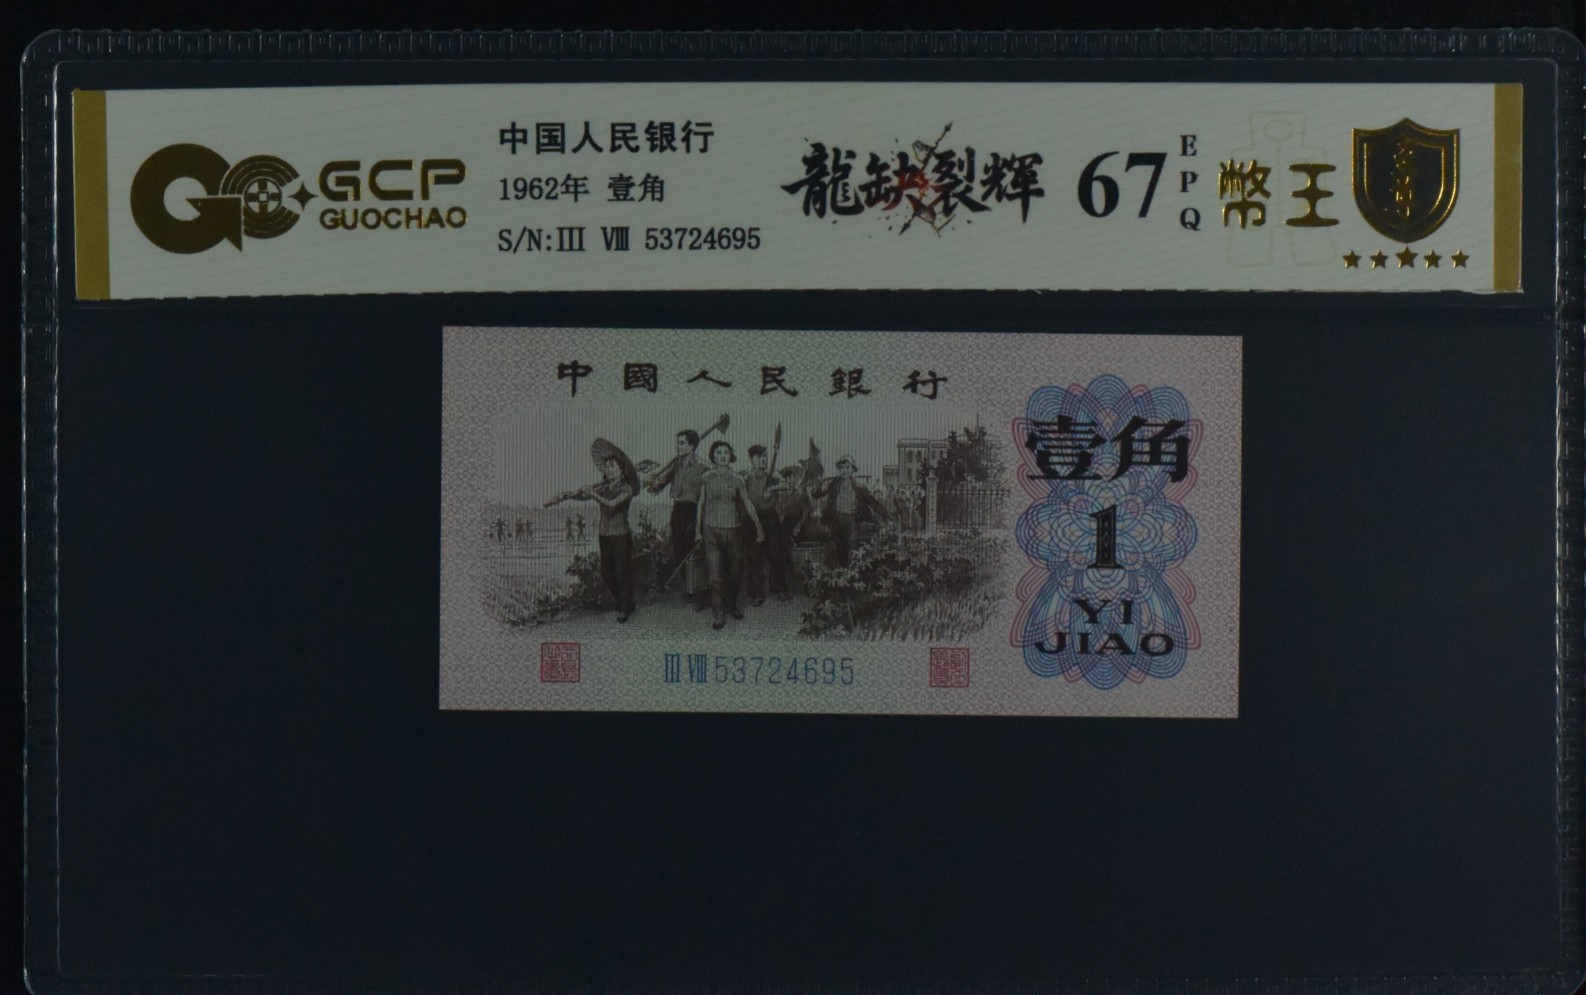 GCP
GUOCHAO
中国人民银行
1962年 壹角
S/N:III VIII 53724695
龍缺裂輝
67
EPQ
幣王
中國人民銀行
壹角
1
YI
JIAO
III VIII 53724695